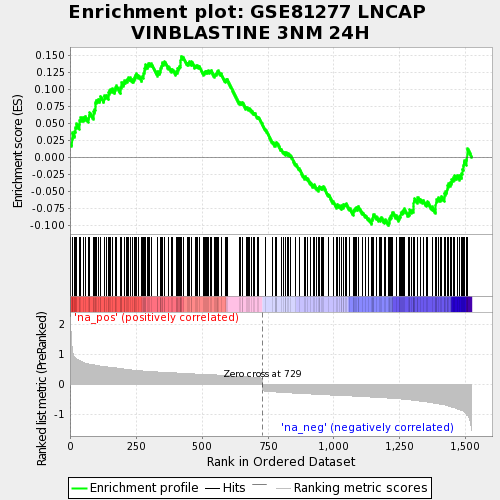 Enrichment plot: GSE81277 LNCAP
VINBLASTINE 3NM 24H
Enrichment score (ES)
0.150
0.125
0.100
0.075
0.050
0.025
0.000
-0.025
-0.050
-0.075
-0.100
'na_pos' (positively correlated)
Ranked list metric (PreRanked)
2
1
0
-1
Zero cross at 729
'na_neg' (negatively correlated)
0
250
500
750
1,000
1,250
1,500
Rank in Ordered Dataset
Enrichment profile
Hits
Ranking metric scores